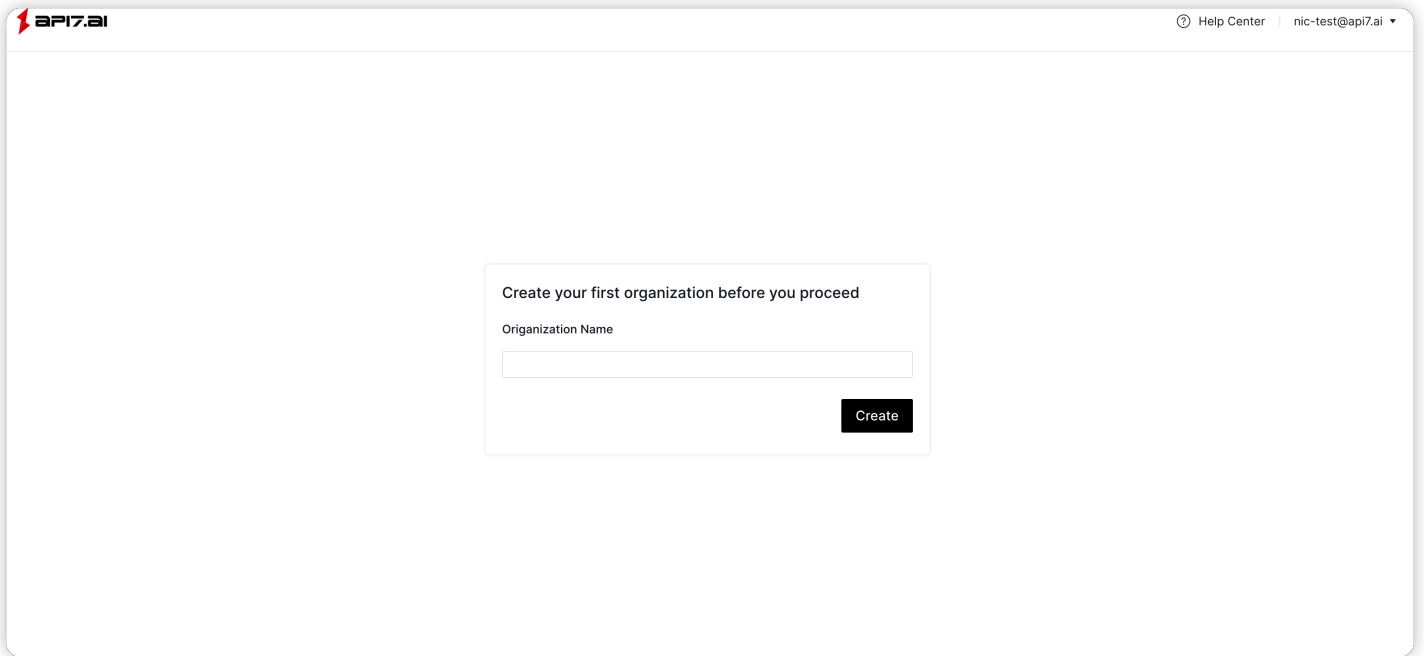 api7.ai
Help Center
nic-test@api7.ai
Create your first organization before you proceed
Origanization Name
Create